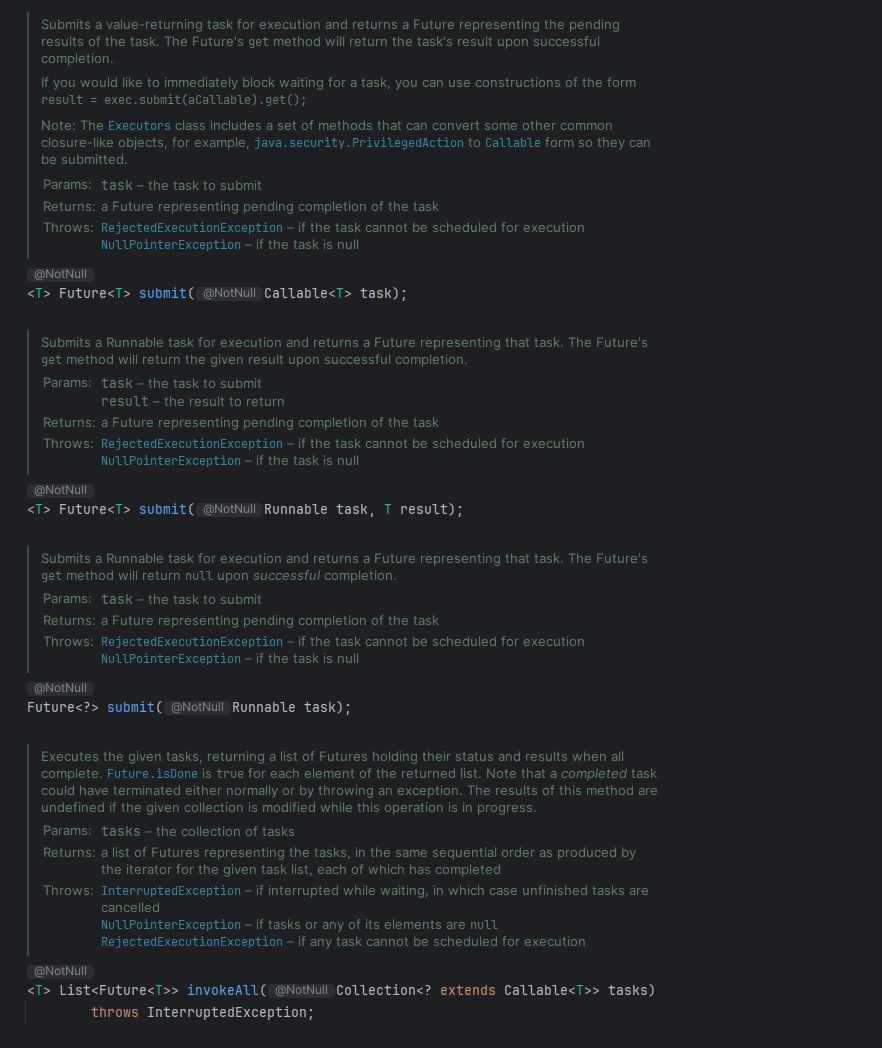 Submits a value-returning task for execution and returns a Future representing the pending
results of the task. The Future's get method will return the task's result upon successful
completion.
If you would like to immediately block waiting for a task, you can use constructions of the form
result = exec.submit(aCallable).get();
Note: The Executors class includes a set of methods that can convert some other common
closure-like objects, for example, java.security.PrivilegedAction to Callable form so they can
be submitted.
Params: task – the task to submit
Returns: a Future representing pending completion of the task
Throws: RejectedExecutionException – if the task cannot be scheduled for execution
NullPointerException – if the task is null
@NotNull
<T> Future<T> submit( @NotNull Callable<T> task);
Submits a Runnable task for execution and returns a Future representing that task. The Future's
get method will return the given result upon successful completion.
Params: task – the task to submit
result – the result to return
Returns: a Future representing pending completion of the task
Throws: RejectedExecutionException – if the task cannot be scheduled for execution
NullPointerException – if the task is null
@NotNull
<T> Future<T> submit( @NotNull Runnable task, T result);
Submits a Runnable task for execution and returns a Future representing that task. The Future's
get method will return null upon successful completion.
Params: task – the task to submit
Returns: a Future representing pending completion of the task
Throws: RejectedExecutionException – if the task cannot be scheduled for execution
NullPointerException – if the task is null
@NotNull
Future<?> submit( @NotNull Runnable task);
Executes the given tasks, returning a list of Futures holding their status and results when all
complete. Future.isDone is true for each element of the returned list. Note that a completed task
could have terminated either normally or by throwing an exception. The results of this method are
undefined if the given collection is modified while this operation is in progress.
Params: tasks – the collection of tasks
Returns: a list of Futures representing the tasks, in the same sequential order as produced by
the iterator for the given task list, each of which has completed
Throws: InterruptedException – if interrupted while waiting, in which case unfinished tasks are
cancelled
NullPointerException – if tasks or any of its elements are null
RejectedExecutionException – if any task cannot be scheduled for execution
@NotNull
<T> List<Future<T>> invokeAll( @NotNull Collection<? extends Callable<T>> tasks)
throws InterruptedException;